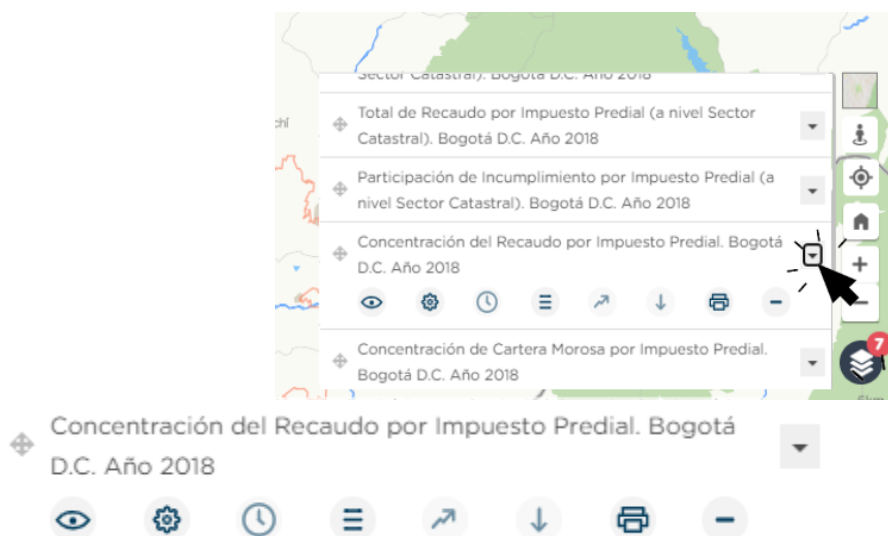 Sector Catastral). Bogotá D.C. Año 2018
Total de Recaudo por Impuesto Predial (a nivel Sector
Catastral). Bogotá D.C. Año 2018
chí
Participación de Incumplimiento por Impuesto Predial (a
nivel Sector Catastral). Bogotá D.C. Año 2018
Concentración del Recaudo por Impuesto Predial. Bogotá
D.C. Año 2018
Concentración de Cartera Morosa por Impuesto Predial.
Bogotá D.C. Año 2018
7
6km
Concentración del Recaudo por Impuesto Predial. Bogotá
D.C. Año 2018